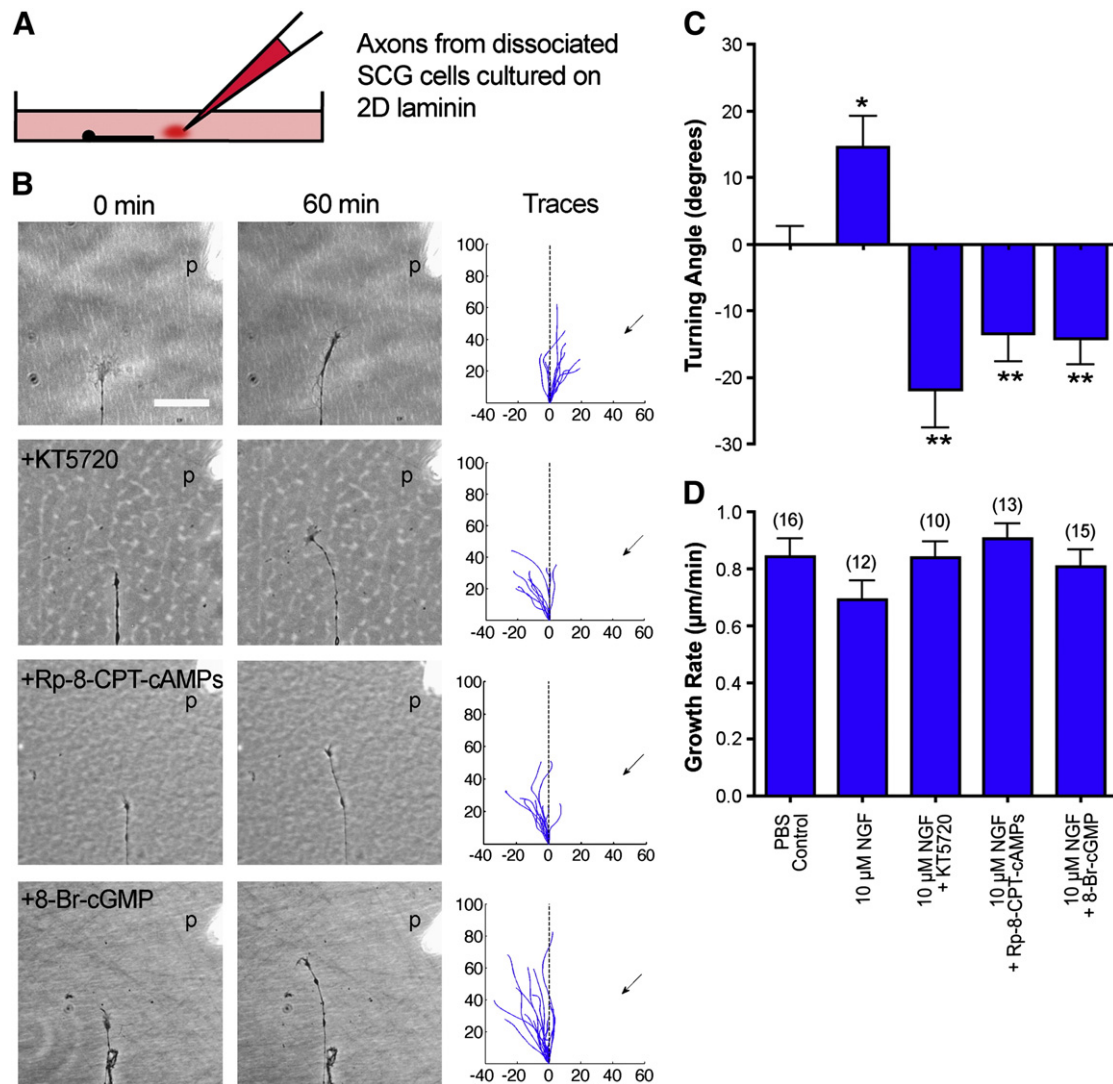 A
Axons from dissociated
SCG cells cultured on
2D laminin
B
0 min
60 min
Traces
p
p
100
80
60
40
20
-40
-20
0
20
40
60
+KT5720
p
p
100
80
60
40
20
-40
-20
0
20
40
60
+Rp-8-CPT-cAMPs
p
p
100
80
60
40
20
-40
-20
0
20
40
60
+8-Br-cGMP
p
p
100
80
60
40
20
-40
-20
0
20
40
60
C
Turning Angle (degrees)
30
20
10
0
-10
-20
-30
*
**
**
**
D
Growth Rate (µm/min)
1.0
0.8
0.6
0.4
0.2
0.0
(16)
(12)
(10)
(13)
(15)
PBS
Control
10 µM NGF
10 µM NGF
+ KT5720
10 µM NGF
+ Rp-8-CPT-cAMPs
10 µM NGF
+ 8-Br-cGMP